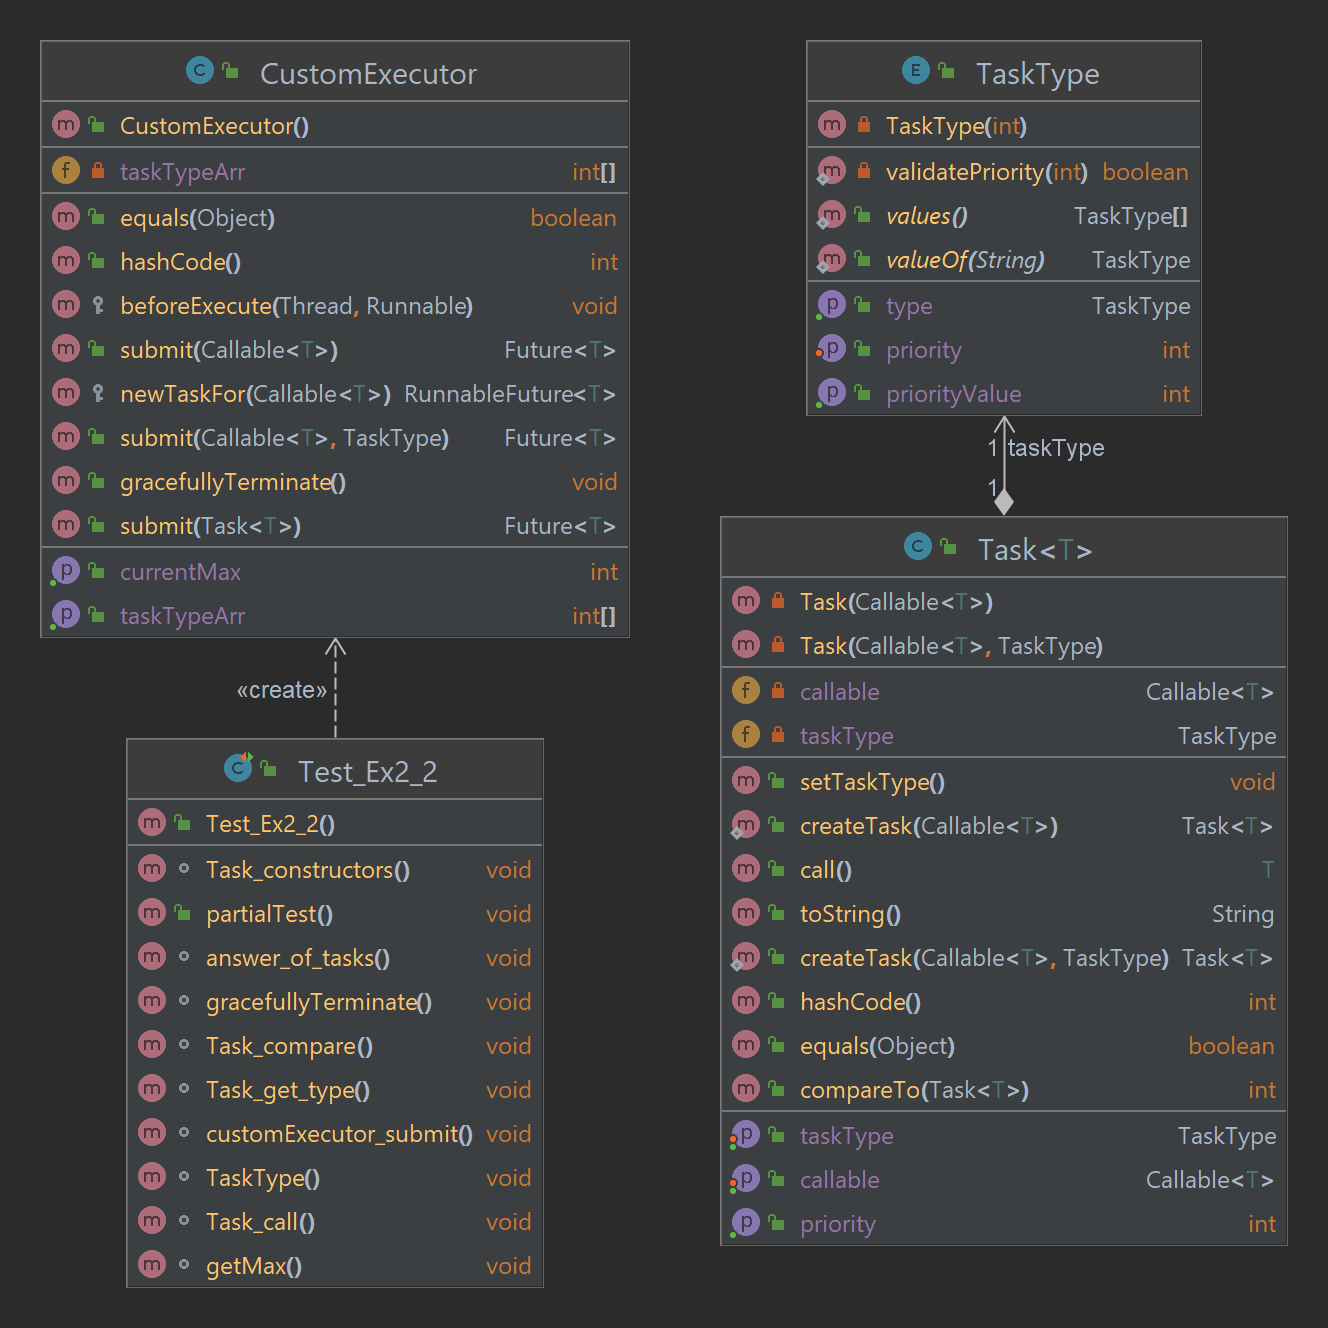 CustomExecutor
CustomExecutor()
taskTypeArr int[]
equals(Object) boolean
hashCode() int
beforeExecute(Thread, Runnable) void
submit(Callable<T>) Future<T>
newTaskFor(Callable<T>) RunnableFuture<T>
submit(Callable<T>, TaskType) Future<T>
gracefullyTerminate() void
submit(Task<T>) Future<T>
currentMax int
taskTypeArr int[]
«create»
Test_Ex2_2
Test_Ex2_2()
Task_constructors() void
partialTest() void
answer_of_tasks() void
gracefullyTerminate() void
Task_compare() void
Task_get_type() void
customExecutor_submit() void
TaskType() void
Task_call() void
getMax() void
TaskType
TaskType(int)
validatePriority(int) boolean
values() TaskType[]
valueOf(String) TaskType
type TaskType
priority int
priorityValue int
1 taskType
1
Task<T>
Task(Callable<T>)
Task(Callable<T>, TaskType)
callable Callable<T>
taskType TaskType
setTaskType() void
createTask(Callable<T>) Task<T>
call() T
toString() String
createTask(Callable<T>, TaskType) Task<T>
hashCode() int
equals(Object) boolean
compareTo(Task<T>) int
taskType TaskType
callable Callable<T>
priority int